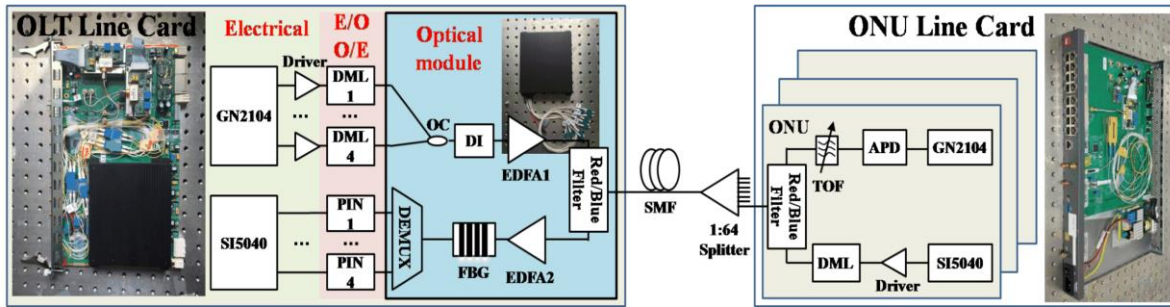 OLT Line Card
Electrical
E/O
O/E
Optical
module
Driver
GN2104
DML
1
...
...
DML
4
OC
DI
EDFA1
Red/Blue
Filter
SI5040
PIN
1
...
...
PIN
4
DEMUX
FBG
EDFA2
SMF
1:64
Splitter
ONU Line Card
ONU
Red/Blue
Filter
TOF
APD
GN2104
DML
Driver
SI5040